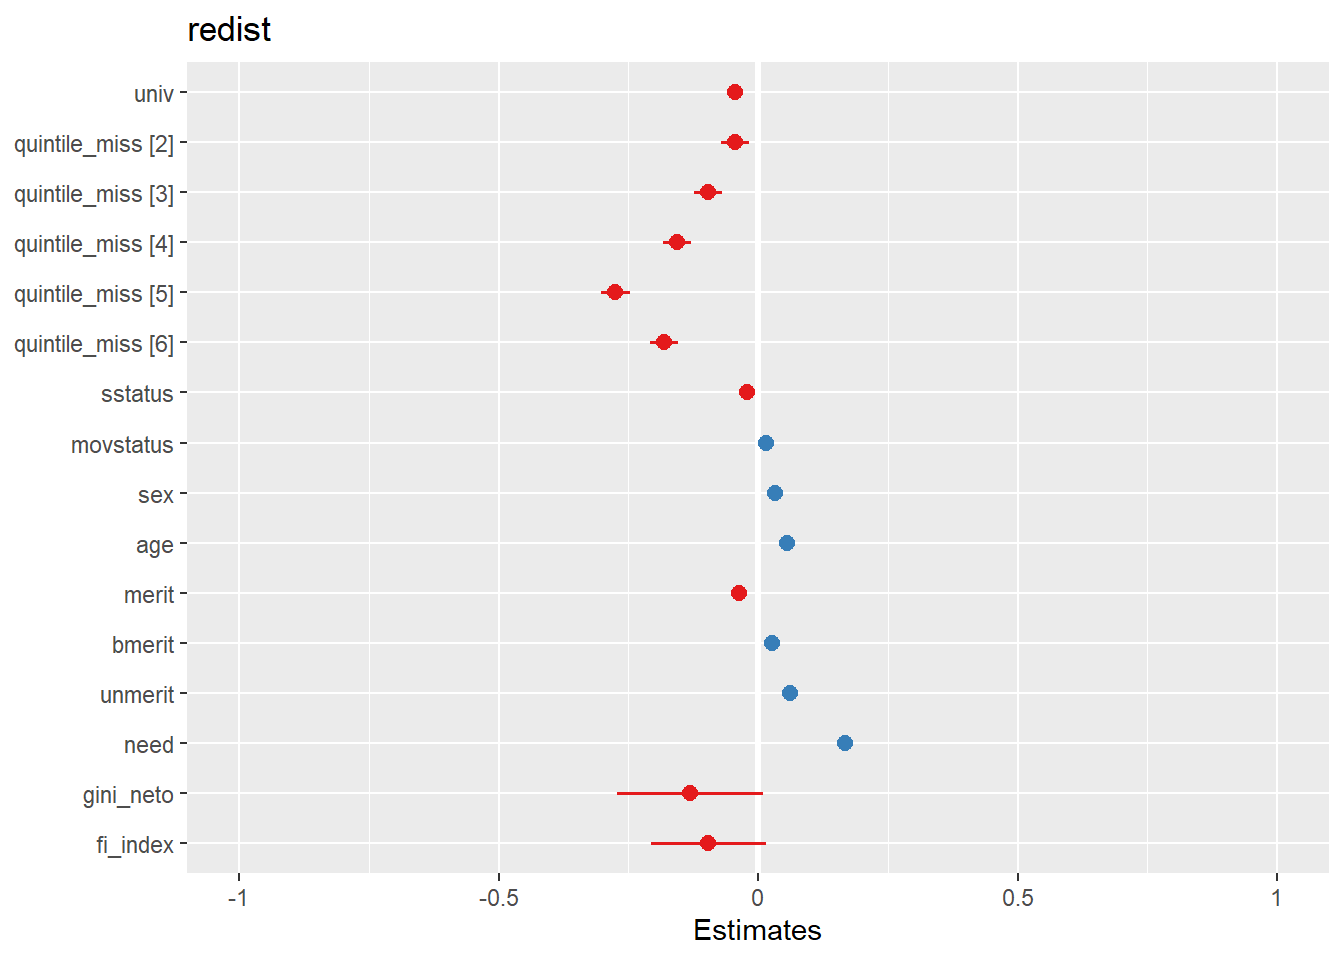 redist
univ
quintile_miss [2]
quintile_miss [3]
quintile_miss [4]
quintile_miss [5]
quintile_miss [6]
sstatus
movstatus
sex
age
merit
bmerit
unmerit
need
gini_neto
fi_index
-1 -0.5 0 0.5 1
Estimates